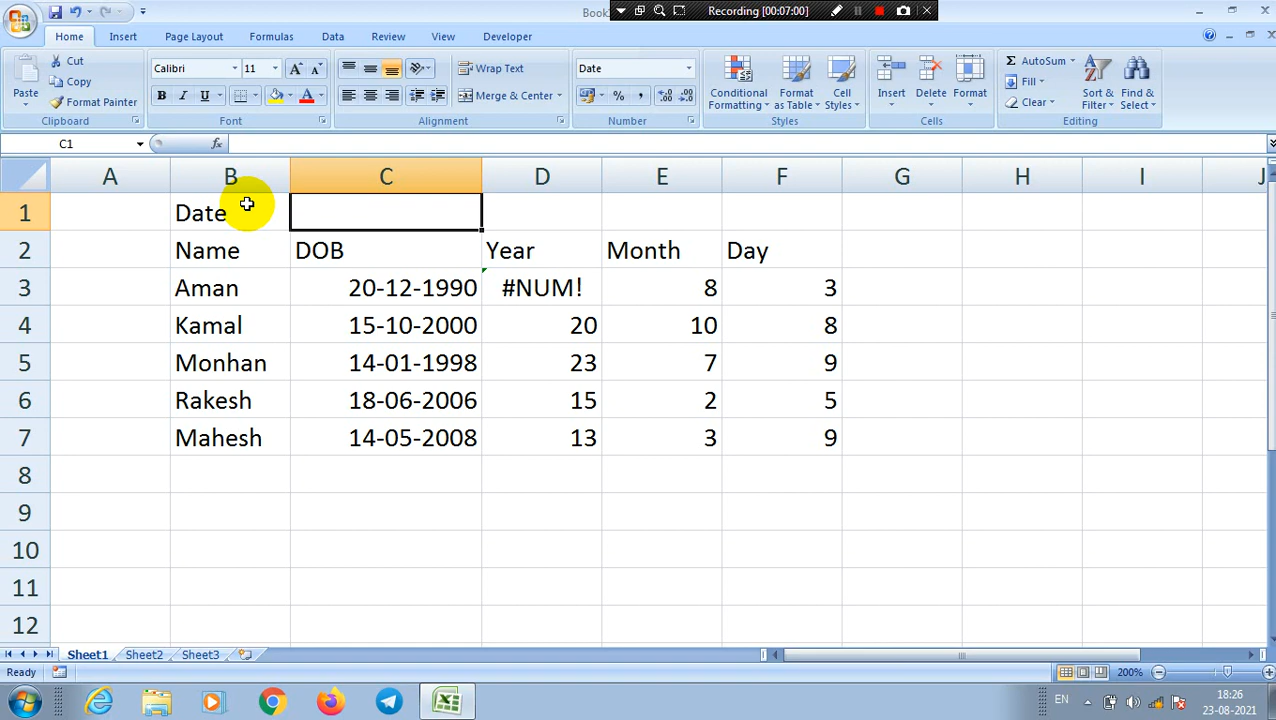 Book
Recording [00:07:00]
Home Insert Page Layout Formulas Data Review View Developer
Cut
Copy
Format Painter
Paste
Clipboard
Calibri 11
B I U
Font
Wrap Text
Merge & Center
Alignment
Date
Number
Conditional Formatting
Format as Table
Cell Styles
Styles
Insert
Delete
Format
Cells
Σ AutoSum
Fill
Clear
Sort & Filter
Find & Select
Editing
C1 fx
A B C D E F G H I J
1 Date
2 Name DOB Year Month Day
3 Aman 20-12-1990 #NUM! 8 3
4 Kamal 15-10-2000 20 10 8
5 Monhan 14-01-1998 23 7 9
6 Rakesh 18-06-2006 15 2 5
7 Mahesh 14-05-2008 13 3 9
8
9
10
11
12
Sheet1 Sheet2 Sheet3
Ready 200%
EN 18:26
23-08-2021